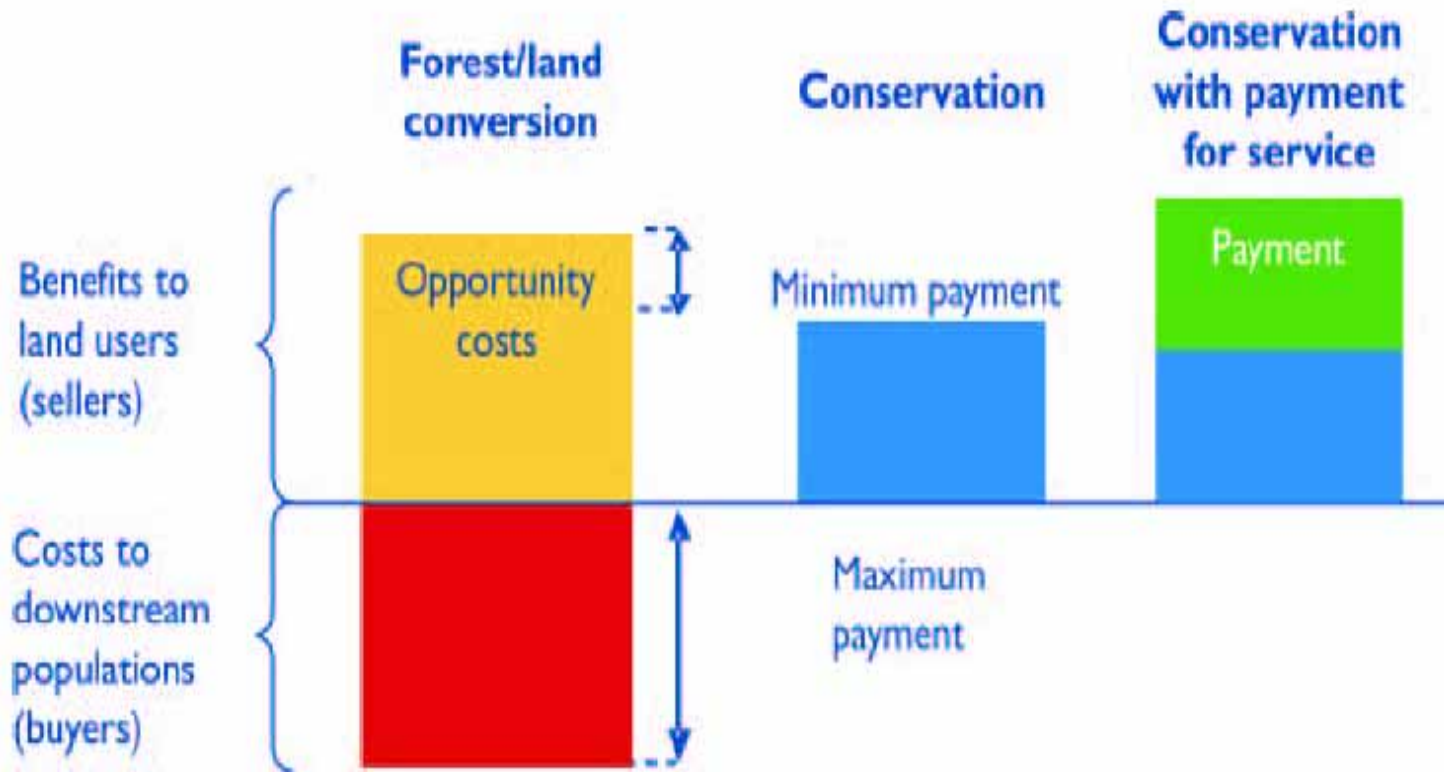 Forest/land
conversion
Conservation
Conservation
with payment
for service
Benefits to
land users
(sellers)
Opportunity
costs
Minimum payment
Payment
Costs to
downstream
populations
(buyers)
Maximum
payment